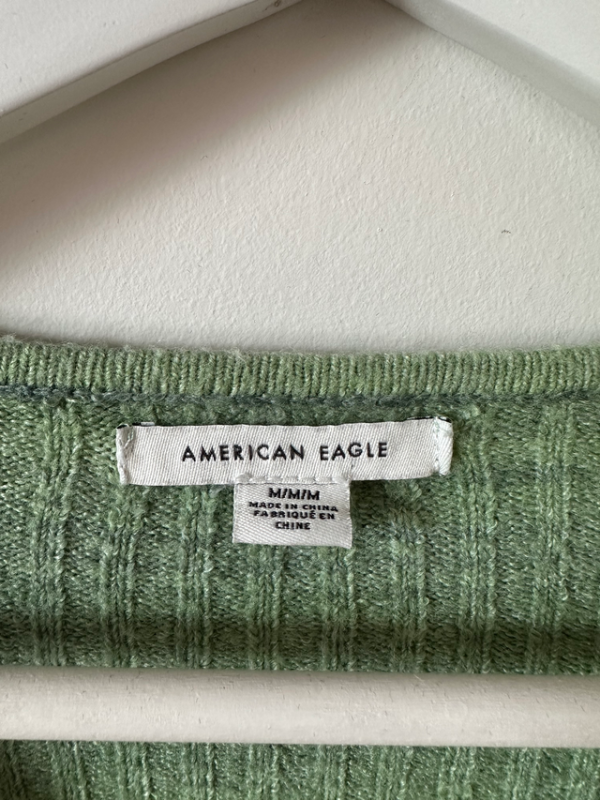 AMERICAN EAGLE
M/M/M
MADE IN CHINA
FABRIQUÉ EN
CHINE